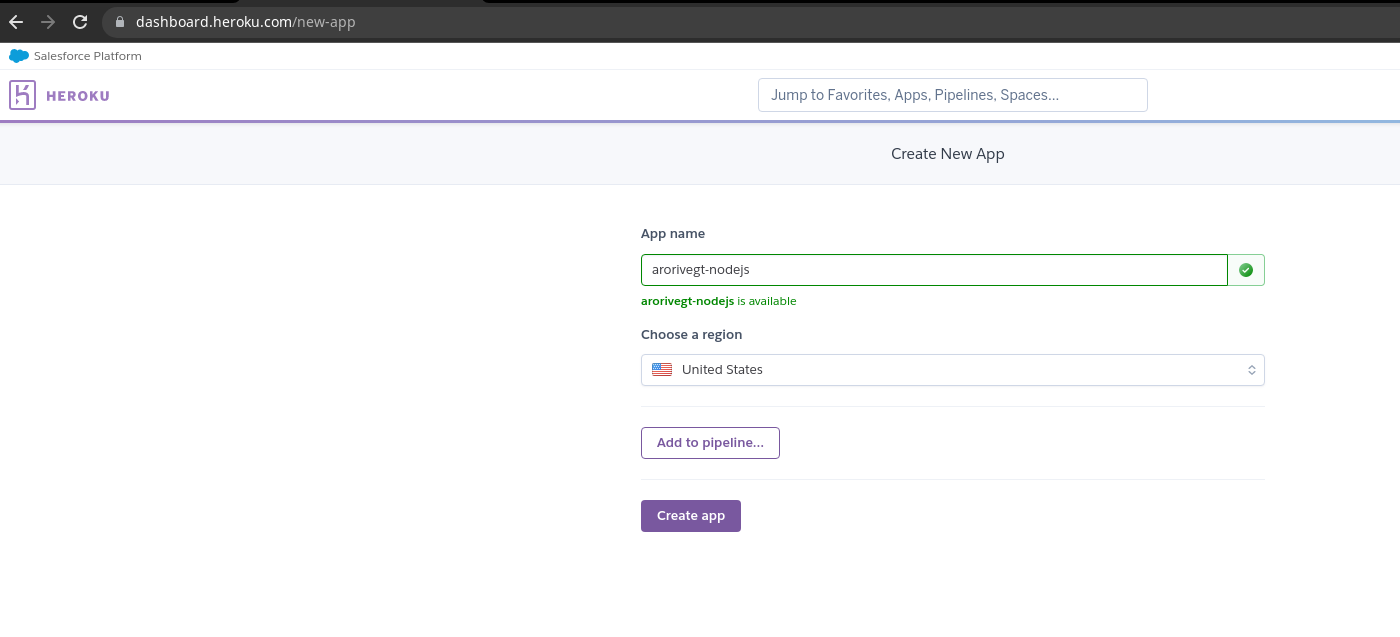 dashboard.heroku.com/new-app
Salesforce Platform
HEROKU
Jump to Favorites, Apps, Pipelines, Spaces...
Create New App
App name
arorivegt-nodejs
arorivegt-nodejs is available
Choose a region
United States
Add to pipeline...
Create app